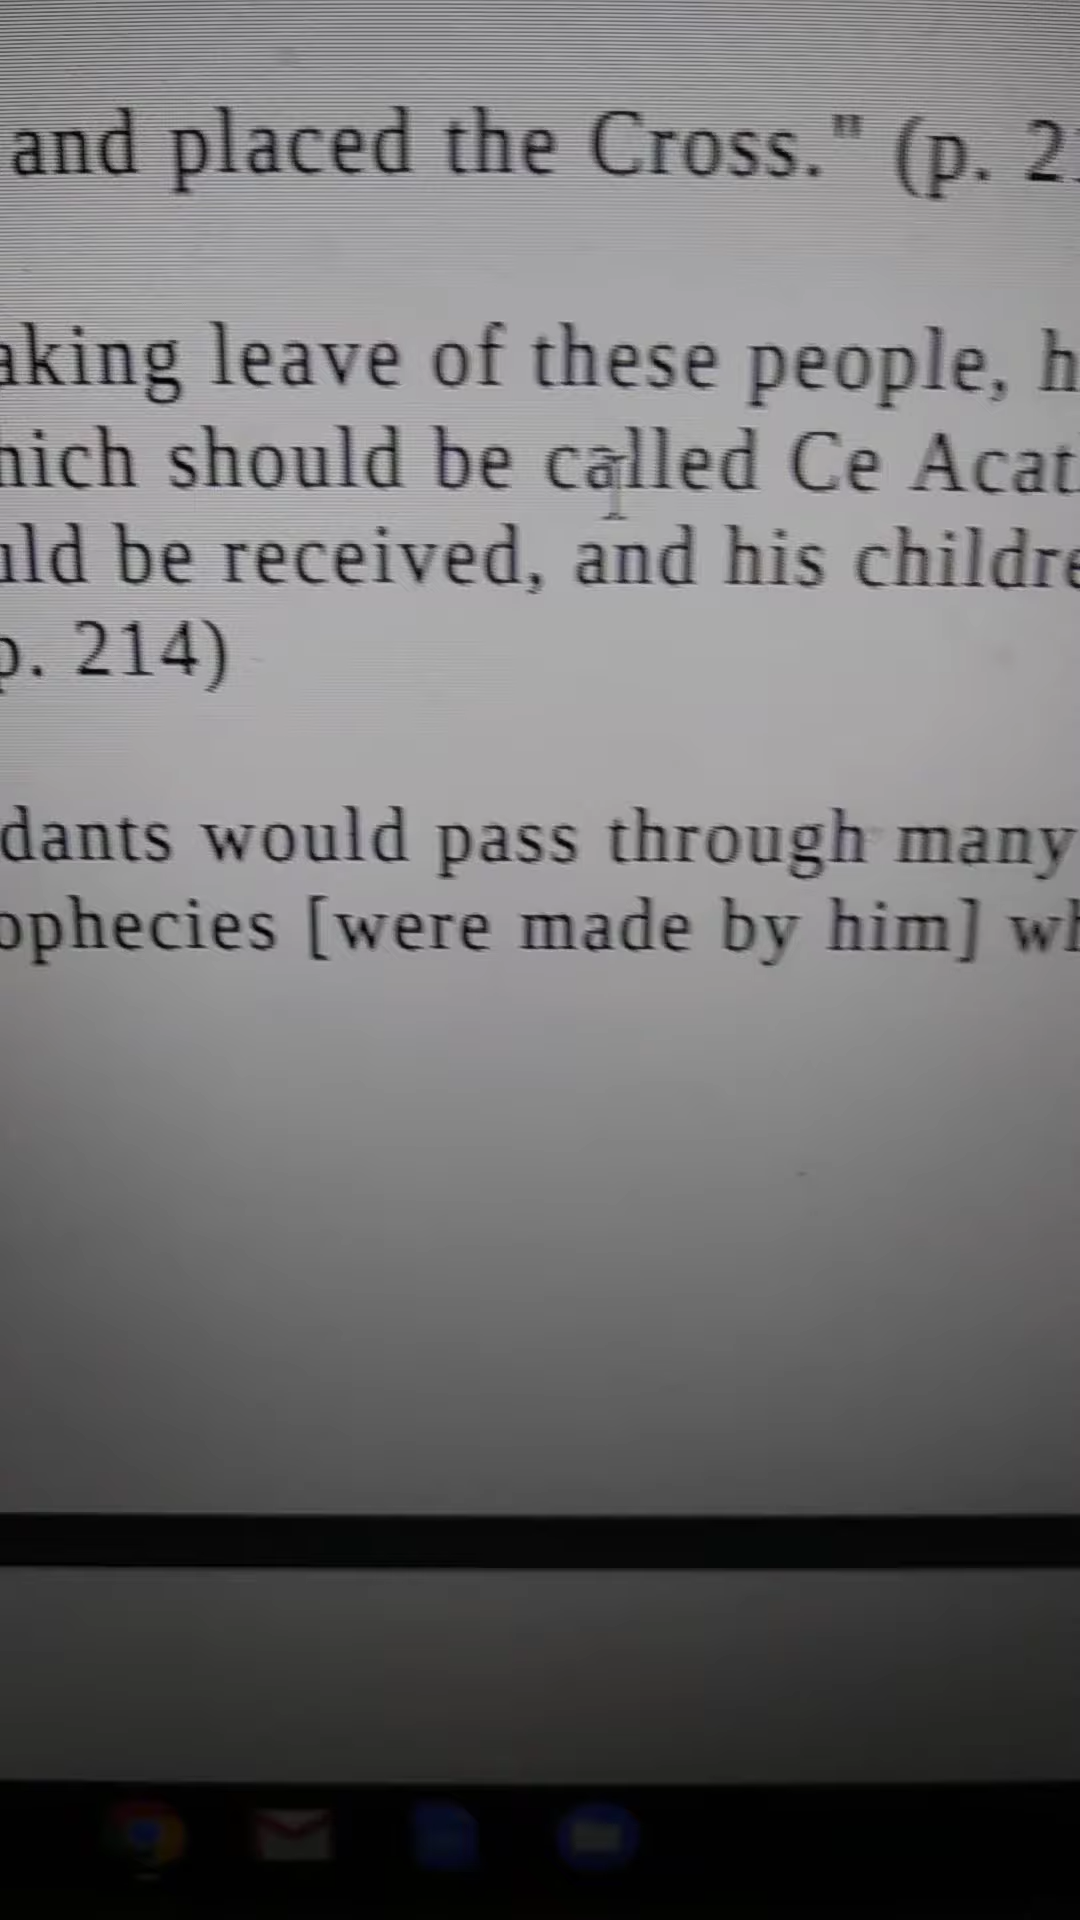 and placed the Cross." (p. 2
aking leave of these people, h
hich should be called Ce Acat
uld be received, and his childre
p. 214)
dants would pass through many
ophecies [were made by him] wh